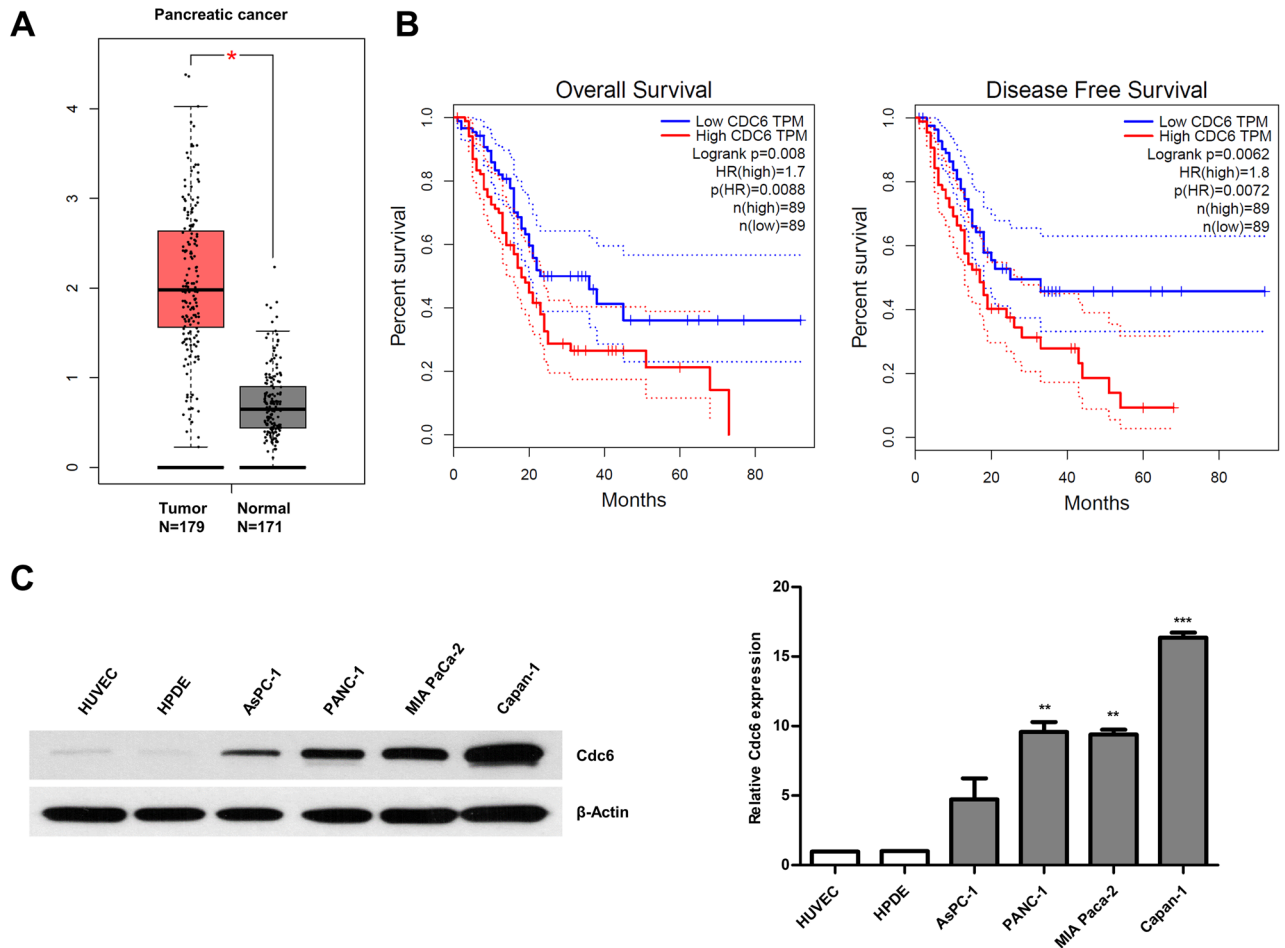 A
Pancreatic cancer
*
4
3
2
1
0
Tumor
N=179
Normal
N=171
B
Overall Survival
Low CDC6 TPM
High CDC6 TPM
Logrank p=0.008
HR(high)=1.7
p(HR)=0.0088
n(high)=89
n(low)=89
Percent survival
1.0
0.8
0.6
0.4
0.2
0.0
0 20 40 60 80
Months
Disease Free Survival
Low CDC6 TPM
High CDC6 TPM
Logrank p=0.0062
HR(high)=1.8
p(HR)=0.0072
n(high)=89
n(low)=89
Percent survival
1.0
0.8
0.6
0.4
0.2
0.0
0 20 40 60 80
Months
C
HUVEC HPDE AsPC-1 PANC-1 MIA PaCa-2 Capan-1
Cdc6
β-Actin
Relative Cdc6 expression
20
15
10
5
0
** ** ***
HUVEC HPDE AsPC-1 PANC-1 MIA Paca-2 Capan-1